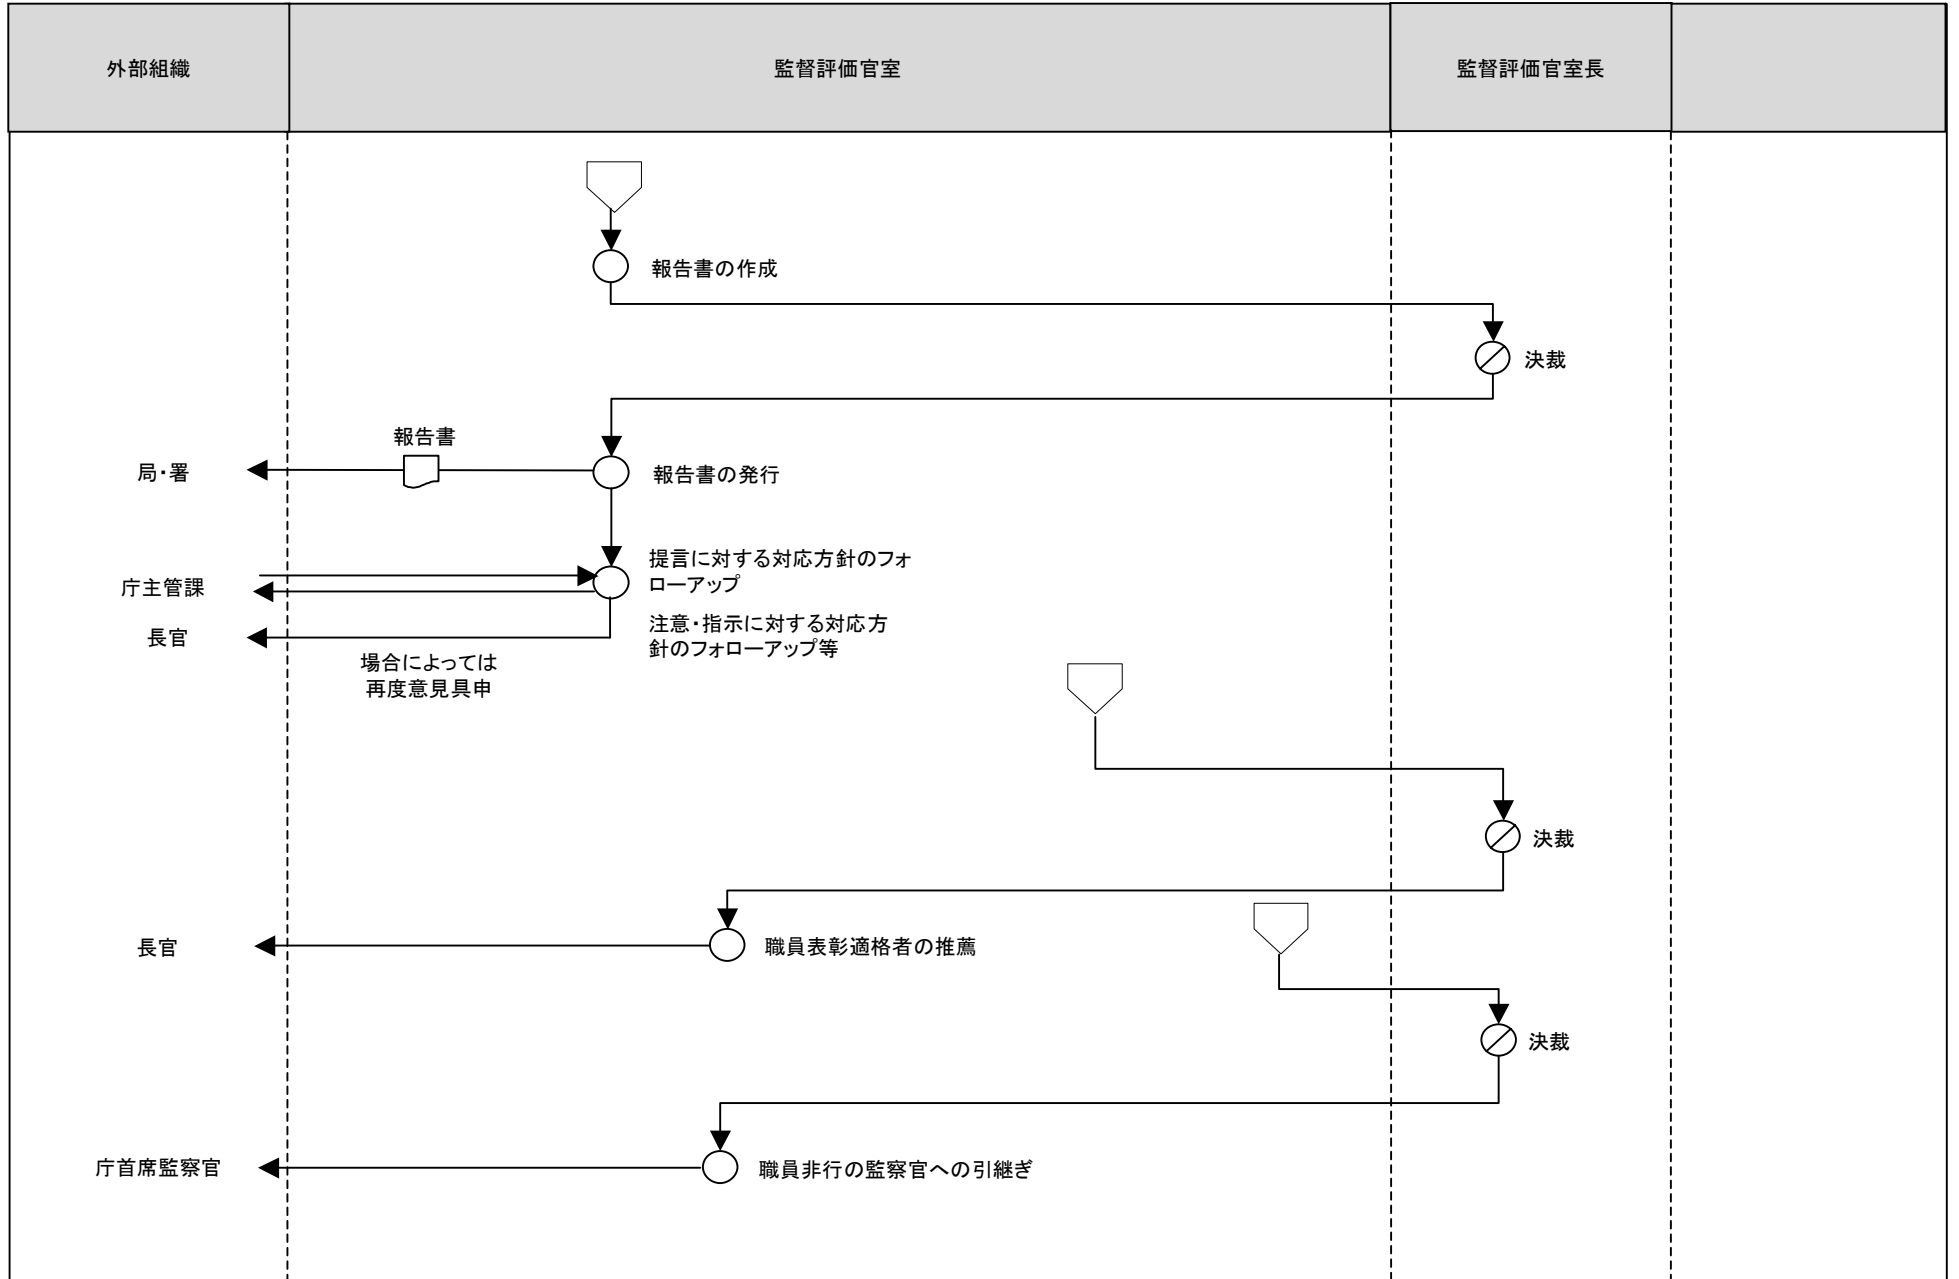 外部組織
監督評価官室
監督評価官室長
報告書の作成
決裁
報告書
局・署
報告書の発行
提言に対する対応方針のフォ
ローアップ
庁主管課
注意・指示に対する対応方
針のフォローアップ等
長官
場合によっては
再度意見具申
決裁
長官
職員表彰適格者の推薦
決裁
庁首席監察官
職員非行の監察官への引継ぎ